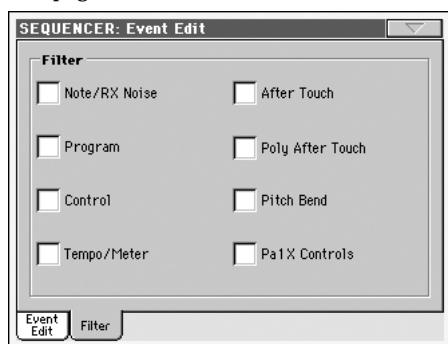 SEQUENCER: Event Edit
Filter
Note/RX Noise
After Touch
Program
Poly After Touch
Control
Pitch Bend
Tempo/Meter
Pa1X Controls
Event Edit
Filter